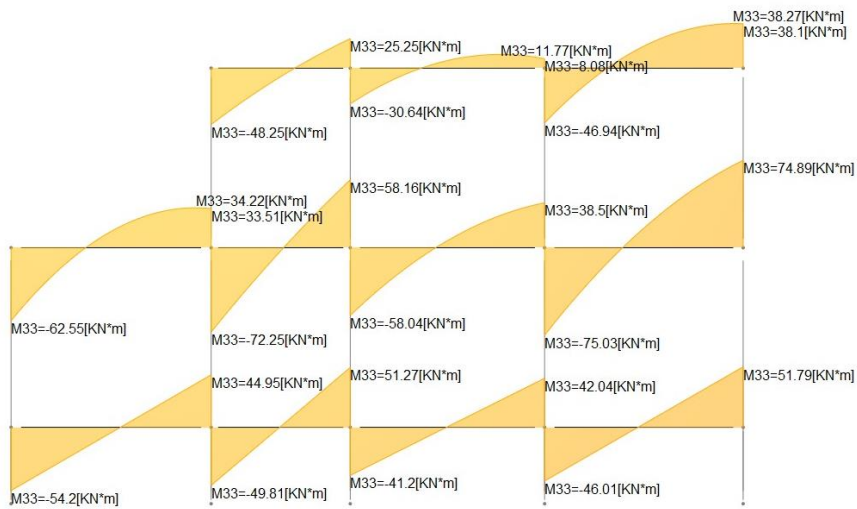 M33=38.27[KN*m]
M33=38.1[KN*m]
M33=25.25[KN*m]
M33=11.77[KN*m]
M33=8.08[KN*m]
M33=-30.64[KN*m]
M33=-48.25[KN*m]
M33=-46.94[KN*m]
M33=74.89[KN*m]
M33=58.16[KN*m]
M33=34.22[KN*m]
M33=33.51[KN*m]
M33=38.5[KN*m]
M33=-62.55[KN*m]
M33=-72.25[KN*m]
M33=-58.04[KN*m]
M33=-75.03[KN*m]
M33=44.95[KN*m]
M33=51.27[KN*m]
M33=42.04[KN*m]
M33=51.79[KN*m]
M33=-54.2[KN*m]
M33=-49.81[KN*m]
M33=-41.2[KN*m]
M33=-46.01[KN*m]